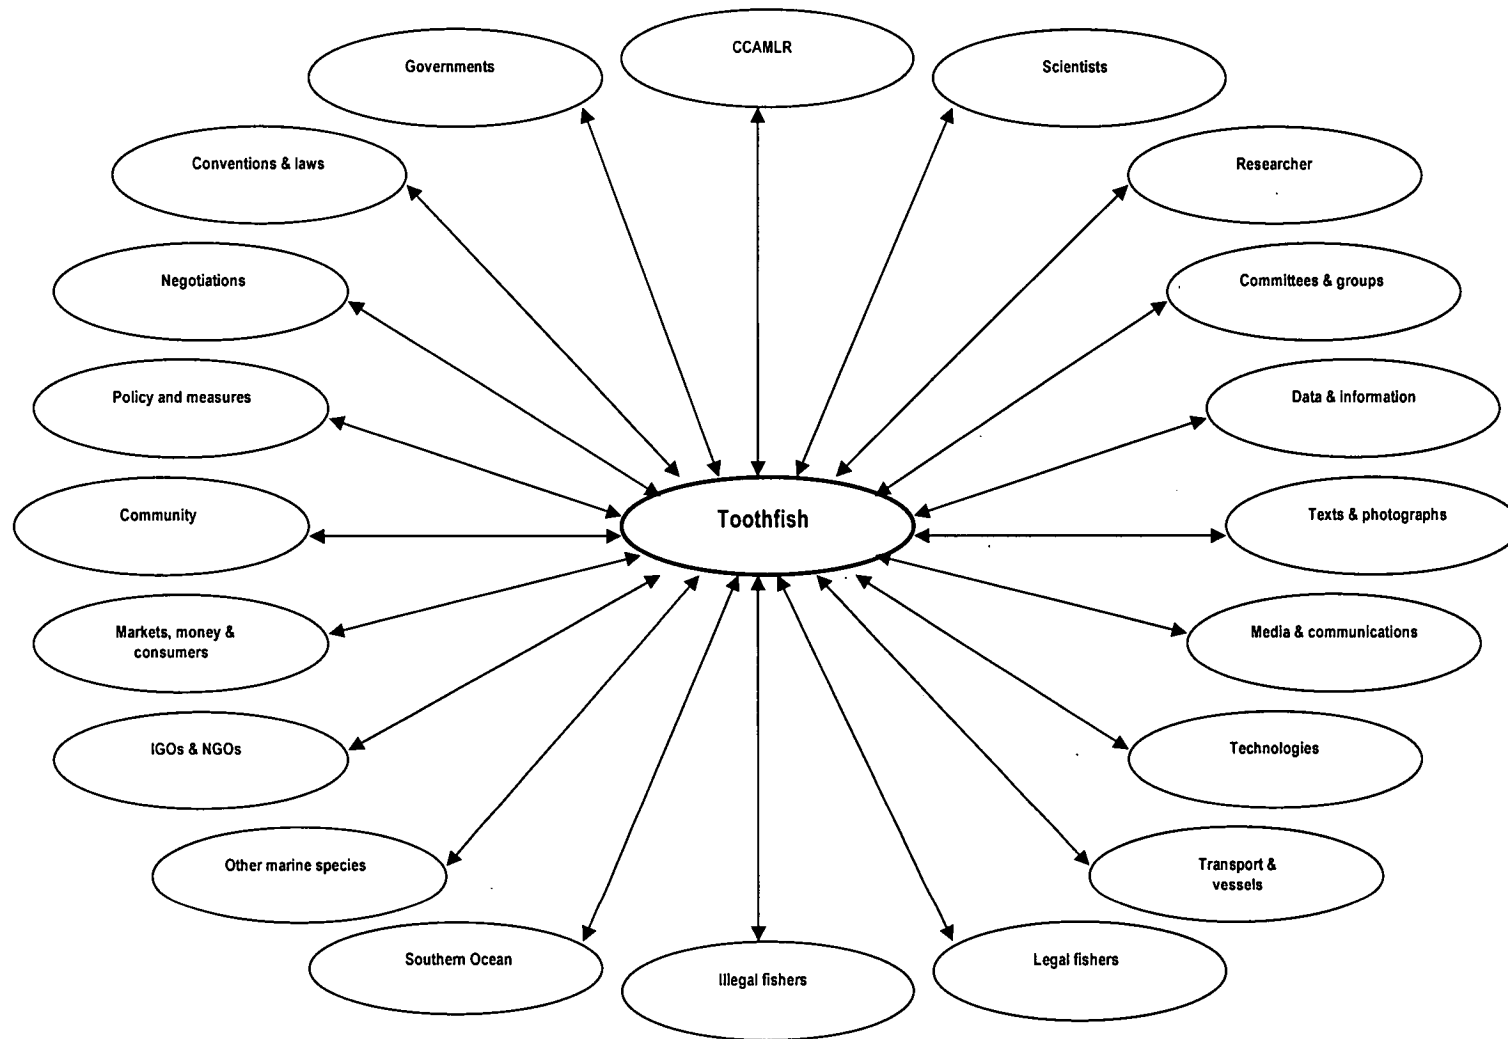 CCAMLR
Governments
Scientists
Conventions & laws
Researcher
Negotiations
Committees & groups
Policy and measures
Data & information
Toothfish
Community
Texts & photographs
Markets, money &
consumers
Media & communications
IGOs & NGOs
Technologies
Other marine species
Transport &
vessels
Southern Ocean
Illegal fishers
Legal fishers